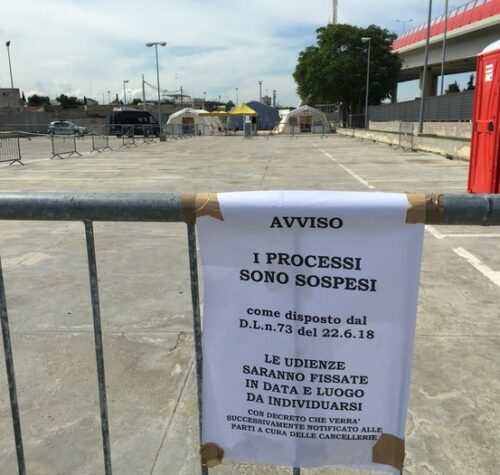 AVVISO
I PROCESSI
SONO SOSPESI
come disposto dal
D.L.n.73 del 22.6.18
LE UDIENZE
SARANNO FISSATE
IN DATA E LUOGO
DA INDIVIDUARSI
CON DECRETO CHE VERRA'
SUCCESSIVAMENTE NOTIFICATO ALLE
PARTI A CURA DELLE CANCELLERIE